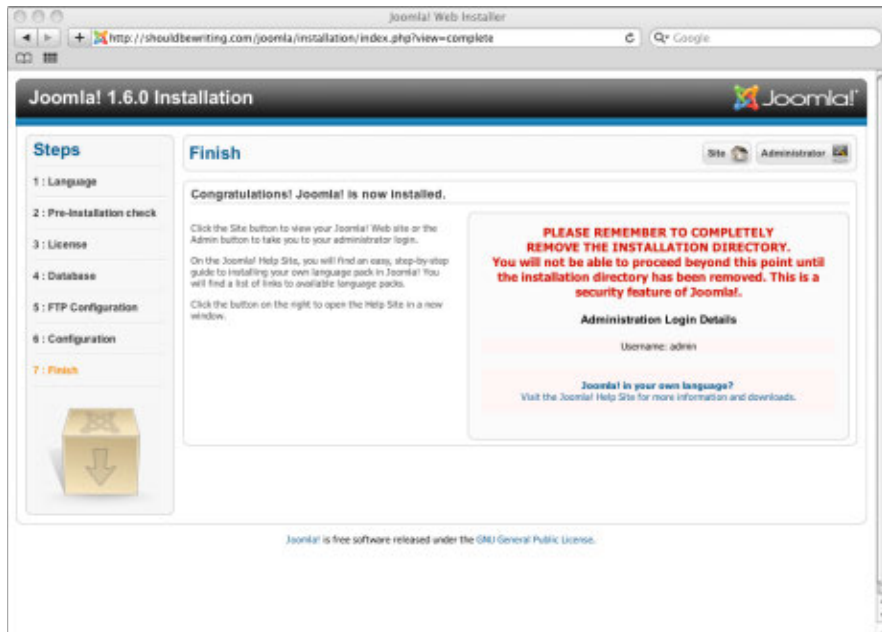 Joomla! Web Installer
http://shouldbewriting.com/joomla/installation/index.php?view=complete
Google
Joomla! 1.6.0 Installation
Joomla!
Steps
1 : Language
2 : Pre-Installation check
3 : License
4 : Database
5 : FTP Configuration
6 : Configuration
7 : Finish
Finish
Site
Administrator
Congratulations! Joomla! is now installed.
Click the Site button to view your Joomla! Web site or the
Admin button to take you to your administrator login.
On the Joomla! Help Site, you will find an easy, step-by-step
guide to installing your own language pack in Joomla! You
will find a list of links to available language packs.
Click the button on the right to open the Help Site in a new
window.
PLEASE REMEMBER TO COMPLETELY
REMOVE THE INSTALLATION DIRECTORY.
You will not be able to proceed beyond this point until
the installation directory has been removed. This is a
security feature of Joomla!.
Administration Login Details
Username: admin
Joomla! in your own language?
Visit the Joomla! Help Site for more information and downloads.
Joomla! is free software released under the GNU General Public License.